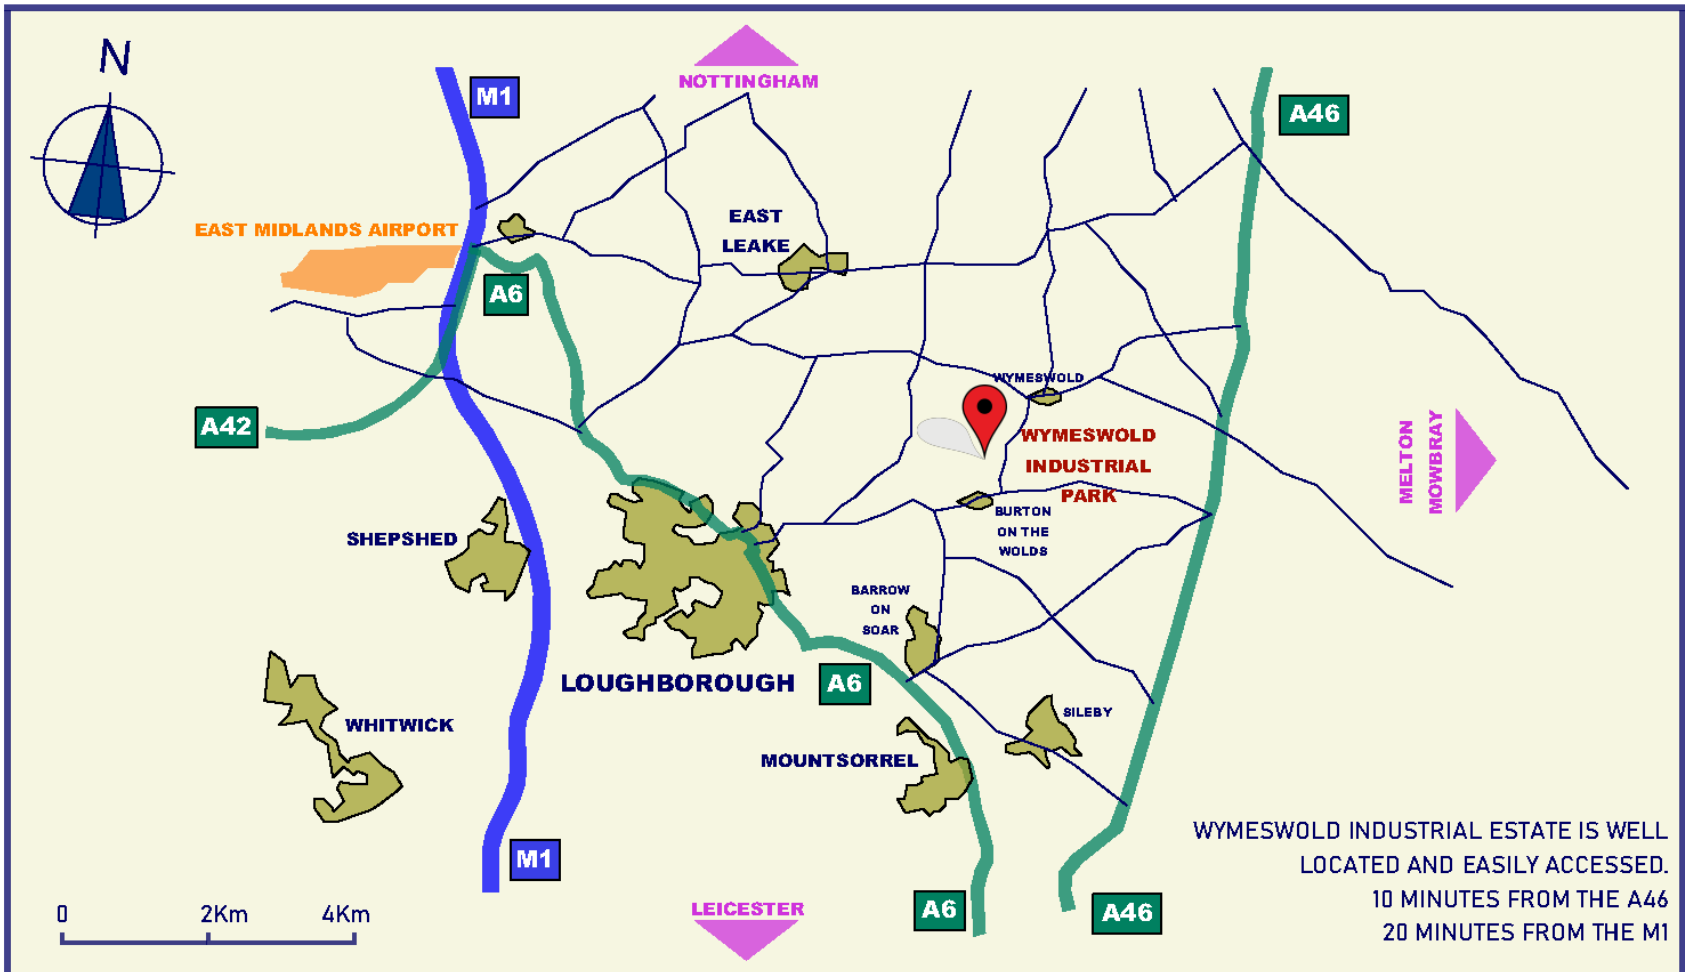 N
M1
NOTTINGHAM
A46
EAST MIDLANDS AIRPORT
EAST
LEAKE
A6
WYMESWOLD
A42
WYMESWOLD
INDUSTRIAL
PARK
MELTON
MOWBRAY
BURTON
ON THE
WOLDS
SHEPSHED
BARROW
ON
SOAR
LOUGHBOROUGH
A6
SILEBY
WHITWICK
MOUNTSORREL
M1
LEICESTER
A6
A46
0 2Km 4Km
WYMESWOLD INDUSTRIAL ESTATE IS WELL
LOCATED AND EASILY ACCESSED.
10 MINUTES FROM THE A46
20 MINUTES FROM THE M1